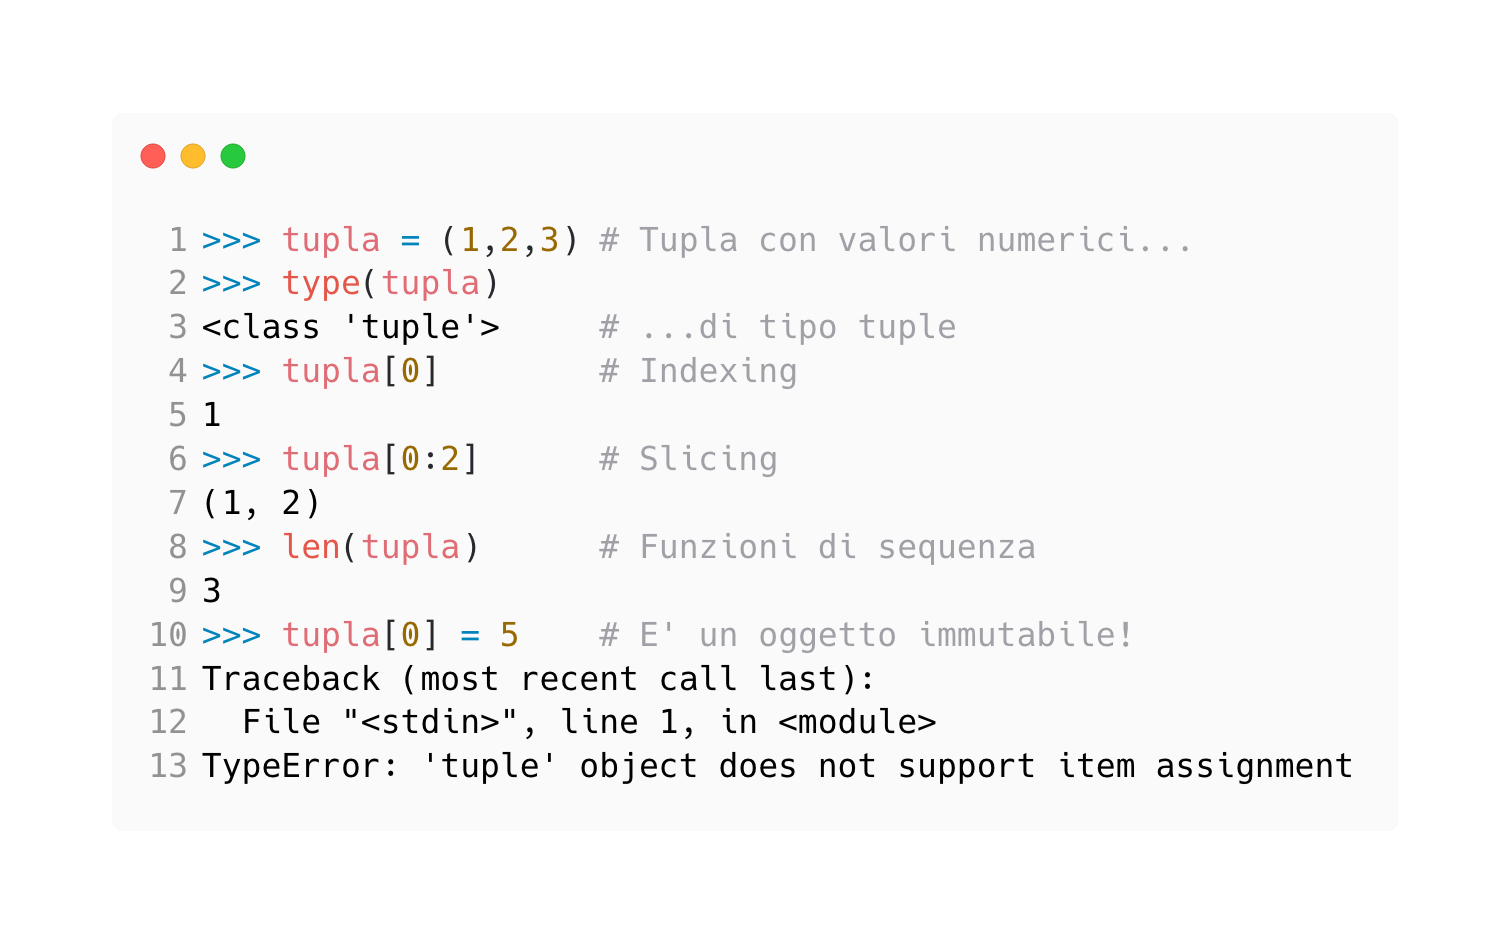 1 >>> tupla = (1,2,3) # Tupla con valori numerici...
2 >>> type(tupla)
3 <class 'tuple'>     # ...di tipo tuple
4 >>> tupla[0]        # Indexing
5 1
6 >>> tupla[0:2]      # Slicing
7 (1, 2)
8 >>> len(tupla)      # Funzioni di sequenza
9 3
10 >>> tupla[0] = 5    # E' un oggetto immutabile!
11 Traceback (most recent call last):
12   File "<stdin>", line 1, in <module>
13 TypeError: 'tuple' object does not support item assignment